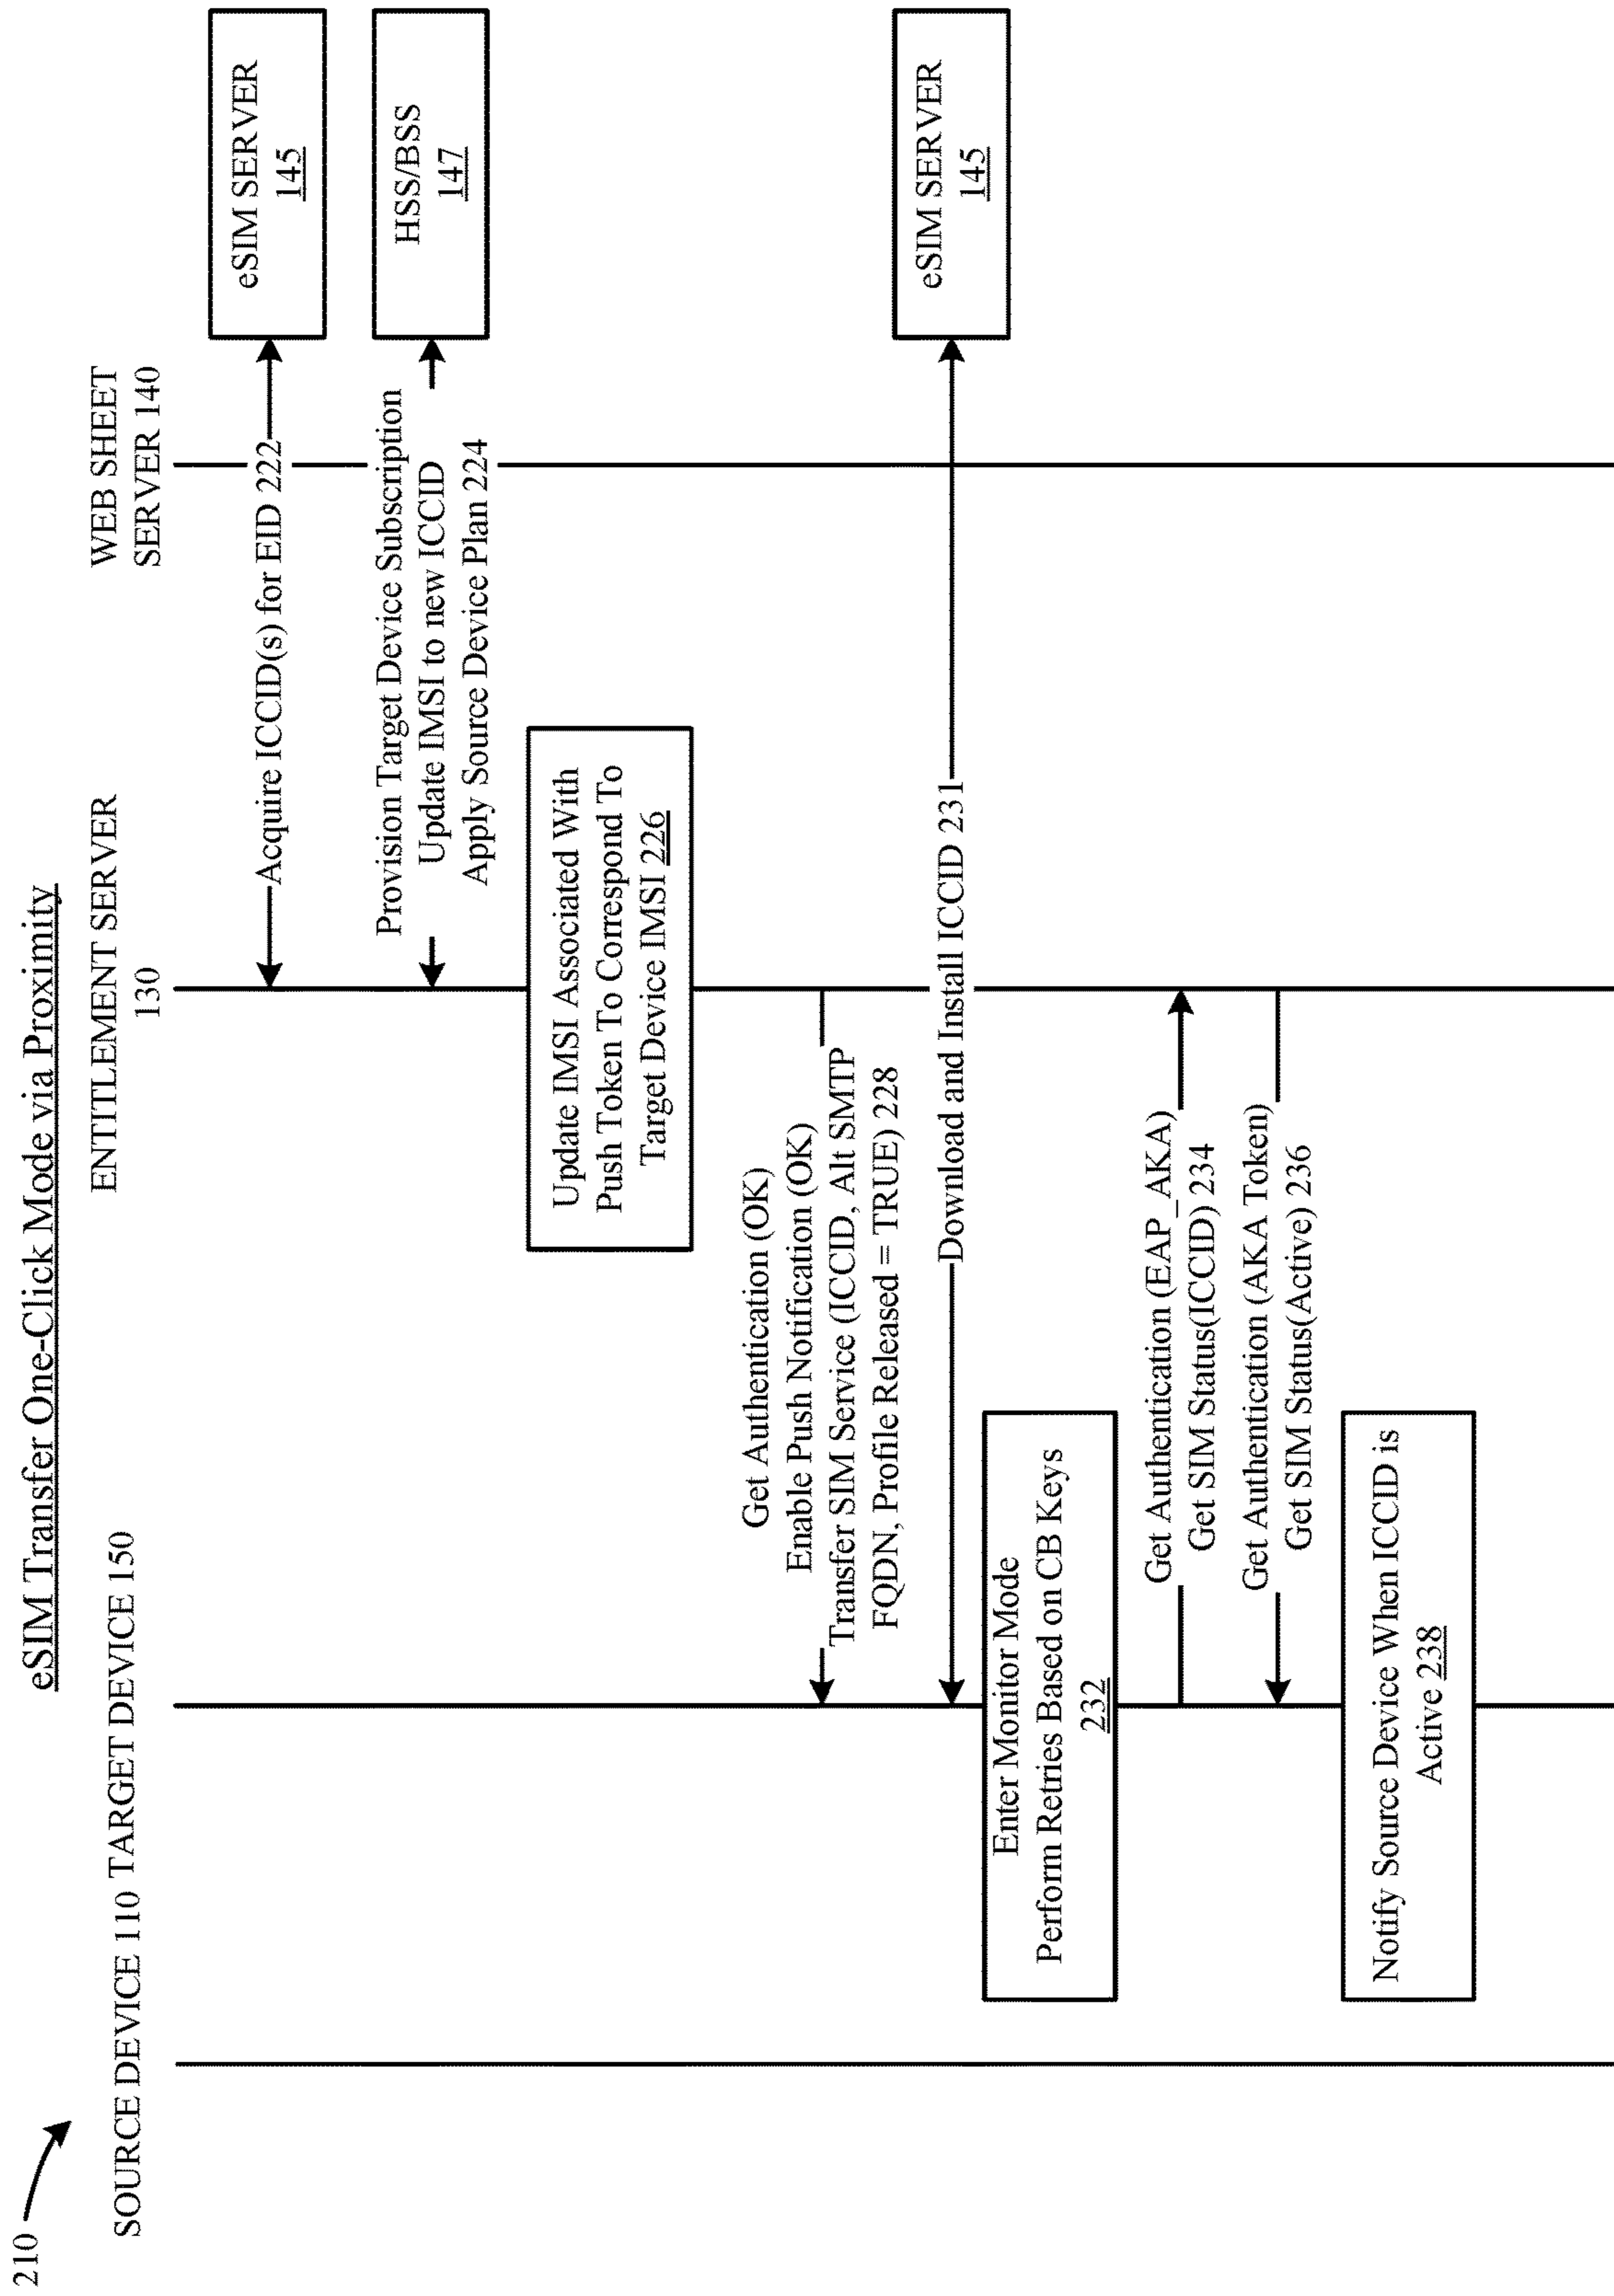 210
eSIM Transfer One-Click Mode via Proximity
SOURCE DEVICE 110
TARGET DEVICE 150
ENTITLEMENT SERVER
130
WEB SHEET
SERVER 140
Acquire ICCID(s) for EID 222
eSIM SERVER
145
Provision Target Device Subscription
Update IMSI to new ICCID
Apply Source Device Plan 224
HSS/BSS
147
Update IMSI Associated With
Push Token To Correspond To
Target Device IMSI 226
Get Authentication (OK)
Enable Push Notification (OK)
Transfer SIM Service (ICCID, Alt SMTP
FQDN, Profile Released = TRUE) 228
Download and Install ICCID 231
eSIM SERVER
145
Enter Monitor Mode
Perform Retries Based on CB Keys
232
Get Authentication (EAP_AKA)
Get SIM Status(ICCID) 234
Get Authentication (AKA Token)
Get SIM Status(Active) 236
Notify Source Device When ICCID is
Active 238